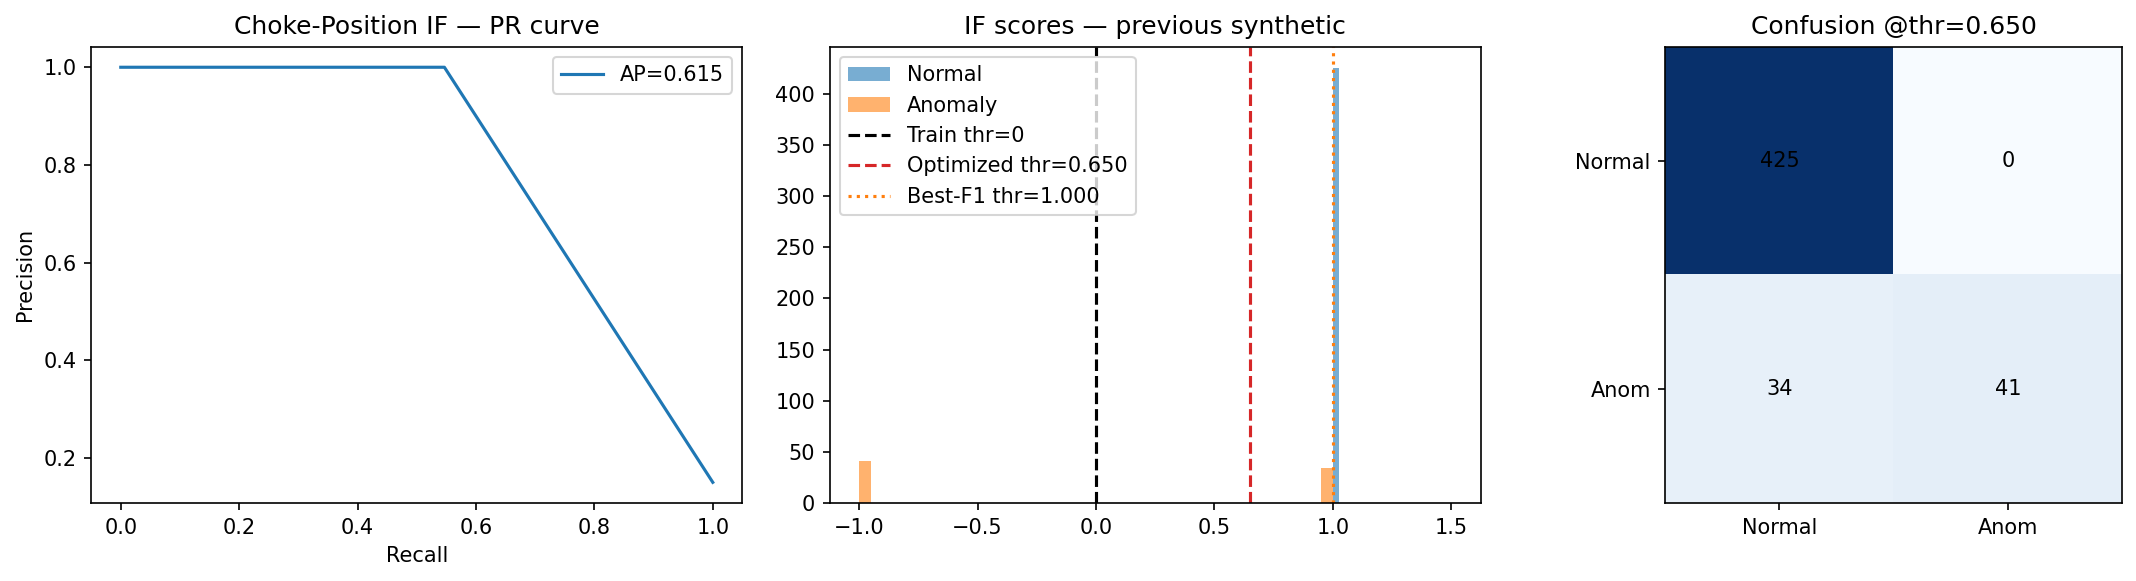 Choke-Position IF — PR curve
AP=0.615
Precision
1.0
0.8
0.6
0.4
0.2
0.0
0.2
0.4
0.6
0.8
1.0
Recall
IF scores — previous synthetic
Normal
Anomaly
Train thr=0
Optimized thr=0.650
Best-F1 thr=1.000
400
350
300
250
200
150
100
50
0
−1.0
−0.5
0.0
0.5
1.0
1.5
Confusion @thr=0.650
Normal
425
0
Anom
34
41
Normal
Anom